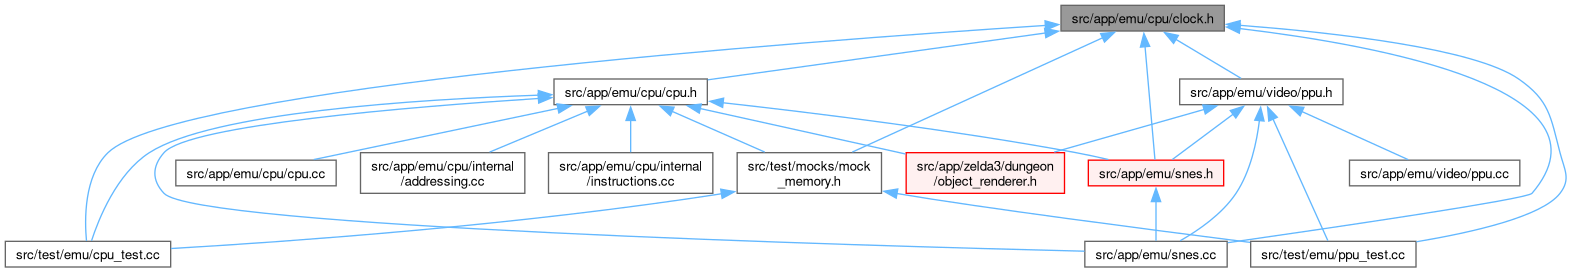 src/app/emu/cpu/clock.h
src/app/emu/cpu/cpu.h
src/app/emu/video/ppu.h
src/app/emu/cpu/cpu.cc
src/app/emu/cpu/internal
/addressing.cc
src/app/emu/cpu/internal
/instructions.cc
src/test/mocks/mock
_memory.h
src/app/zelda3/dungeon
/object_renderer.h
src/app/emu/snes.h
src/app/emu/video/ppu.cc
src/test/emu/cpu_test.cc
src/app/emu/snes.cc
src/test/emu/ppu_test.cc